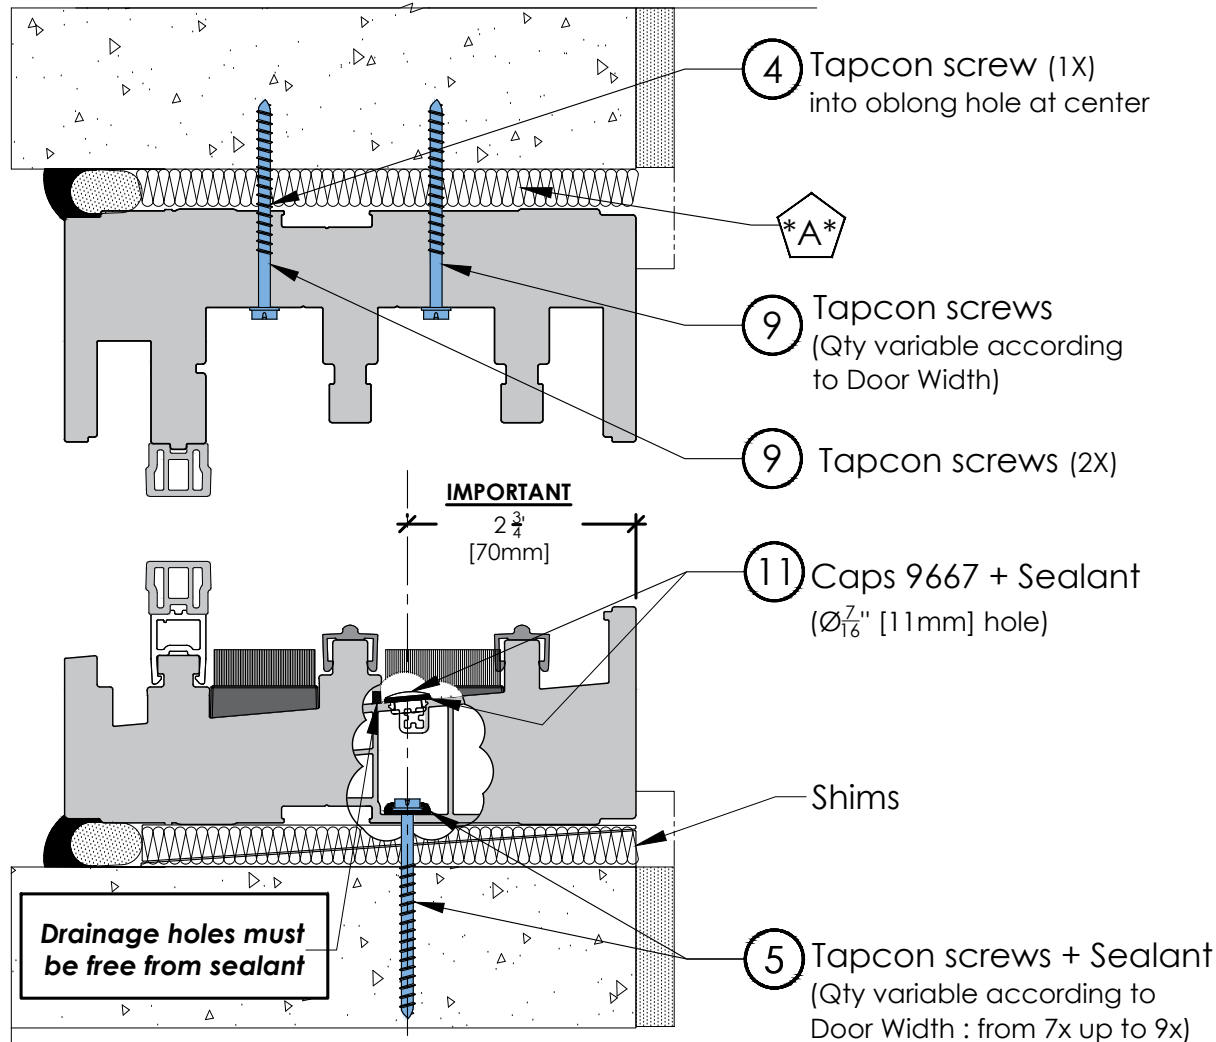 4 Tapcon screw (1X)
into oblong hole at center
*A*
9 Tapcon screws
(Qty variable according
to Door Width)
9 Tapcon screws (2X)
IMPORTANT
2 3/4"
[70mm]
11 Caps 9667 + Sealant
(Ø7/16" [11mm] hole)
Shims
Drainage holes must
be free from sealant
5 Tapcon screws + Sealant
(Qty variable according to
Door Width : from 7x up to 9x)